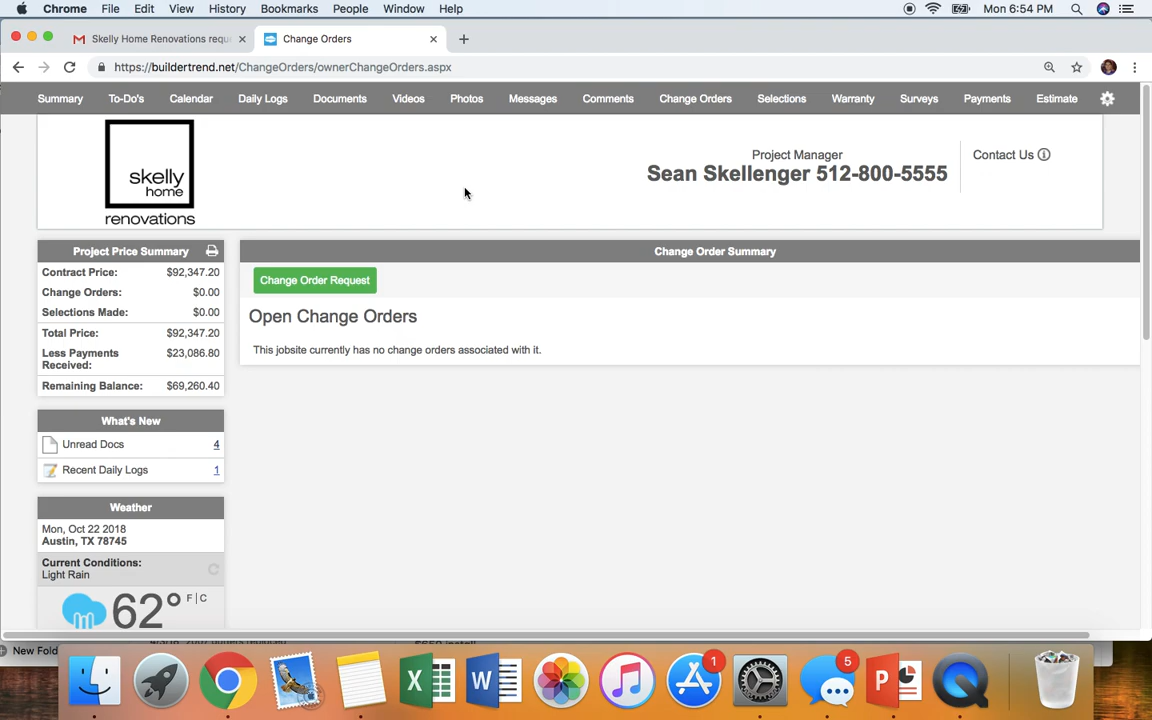 Chrome File Edit View History Bookmarks People Window Help Mon 6:54 PM
Skelly Home Renovations requ Change Orders
https://buildertrend.net/ChangeOrders/ownerChangeOrders.aspx
Summary To-Do's Calendar Daily Logs Documents Videos Photos Messages Comments Change Orders Selections Warranty Surveys Payments Estimate
skelly
home
renovations
Project Manager
Sean Skellenger 512-800-5555
Contact Us
Project Price Summary
Contract Price: $92,347.20
Change Orders: $0.00
Selections Made: $0.00
Total Price: $92,347.20
Less Payments $23,086.80
Received:
Remaining Balance: $69,260.40
What's New
Unread Docs 4
Recent Daily Logs 1
Weather
Mon, Oct 22 2018
Austin, TX 78745
Current Conditions:
Light Rain
62° F | C
Change Order Summary
Change Order Request
Open Change Orders
This jobsite currently has no change orders associated with it.
New Fold
1
5